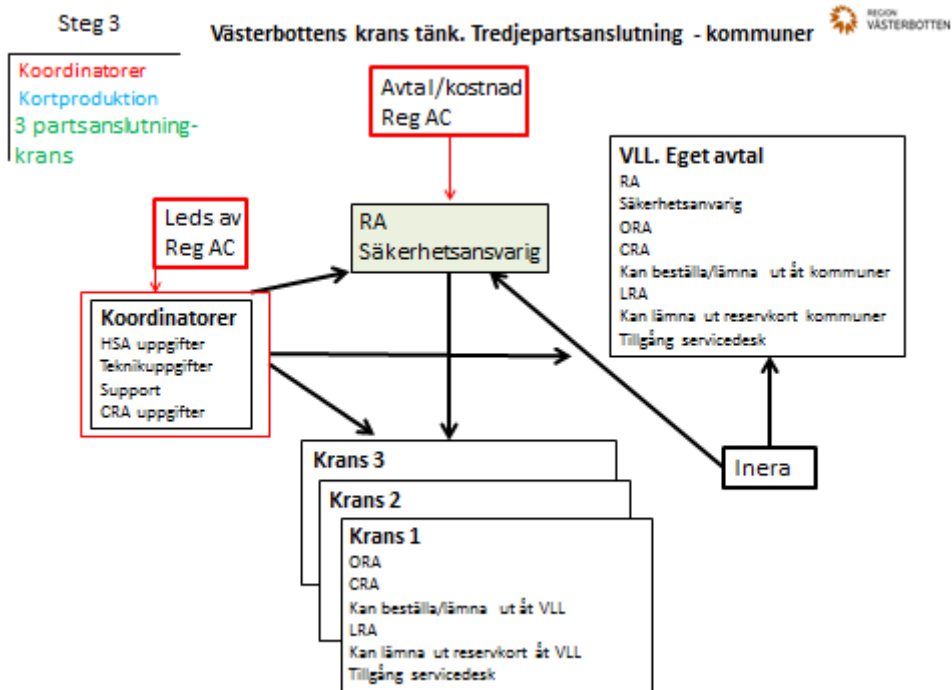 Steg 3
Västerbottens krans tänk. Tredjepartsanslutning - kommuner
REGION
VÄSTERBOTTEN
Koordinatorer
Kortproduktion
3 partsanslutning-
krans
Avtal/kostnad
Reg AC
VLL. Eget avtal
RA
Säkerhetsanvarig
ORA
CRA
Kan beställa/lämna ut åt kommuner
LRA
Kan lämna ut reservkort kommuner
Tillgång servicedesk
Leds av
Reg AC
RA
Säkerhetsansvarig
Koordinatorer
HSA uppgifter
Teknikuppgifter
Support
CRA uppgifter
Inera
Krans 3
Krans 2
Krans 1
ORA
CRA
Kan beställa/lämna ut åt VLL
LRA
Kan lämna ut reservkort åt VLL
Tillgång servicedesk